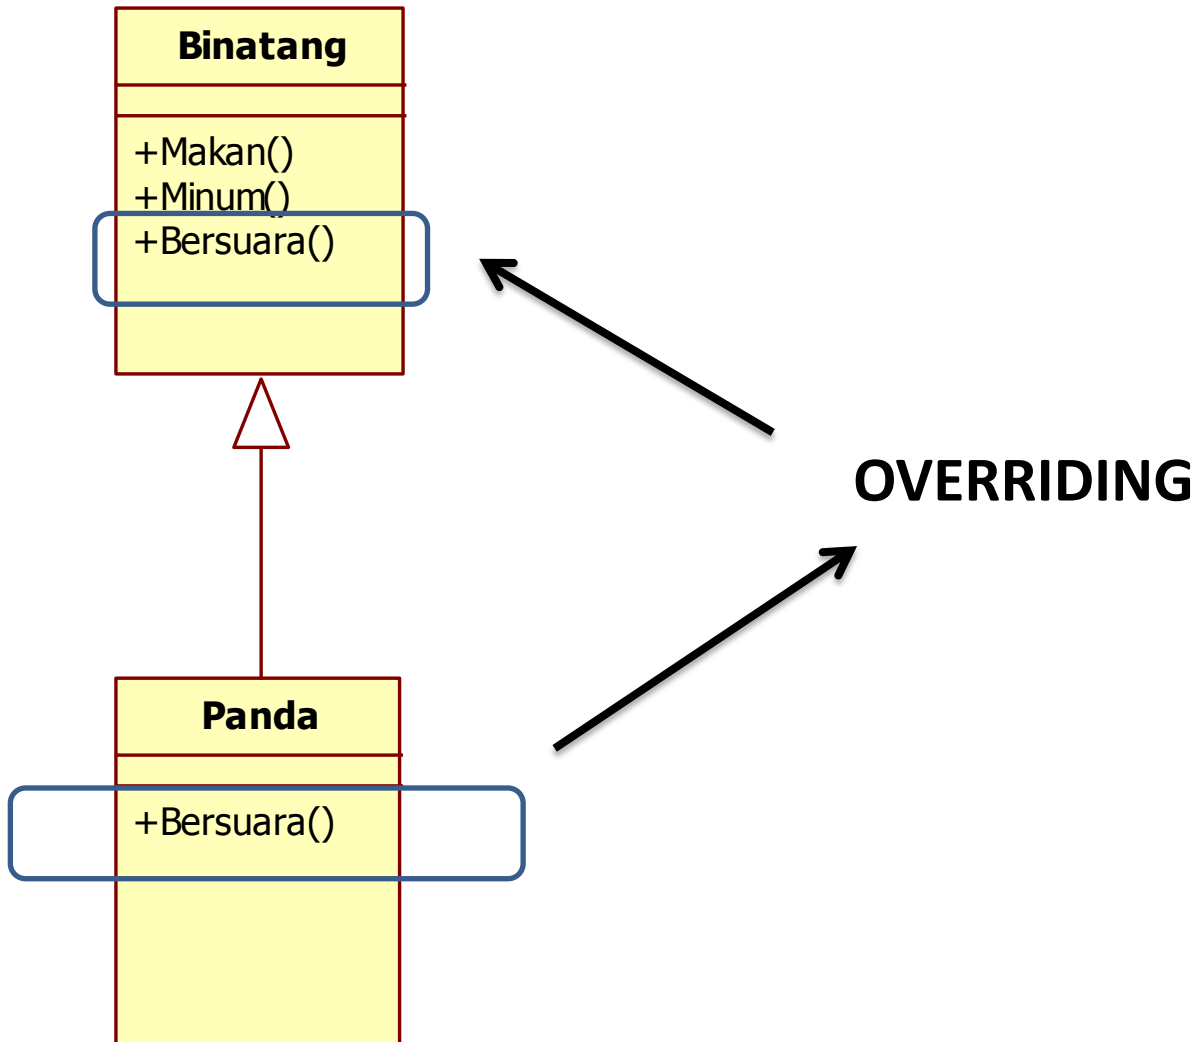 Binatang
+Makan()
+Minum()
+Bersuara()
OVERRIDING
Panda
+Bersuara()